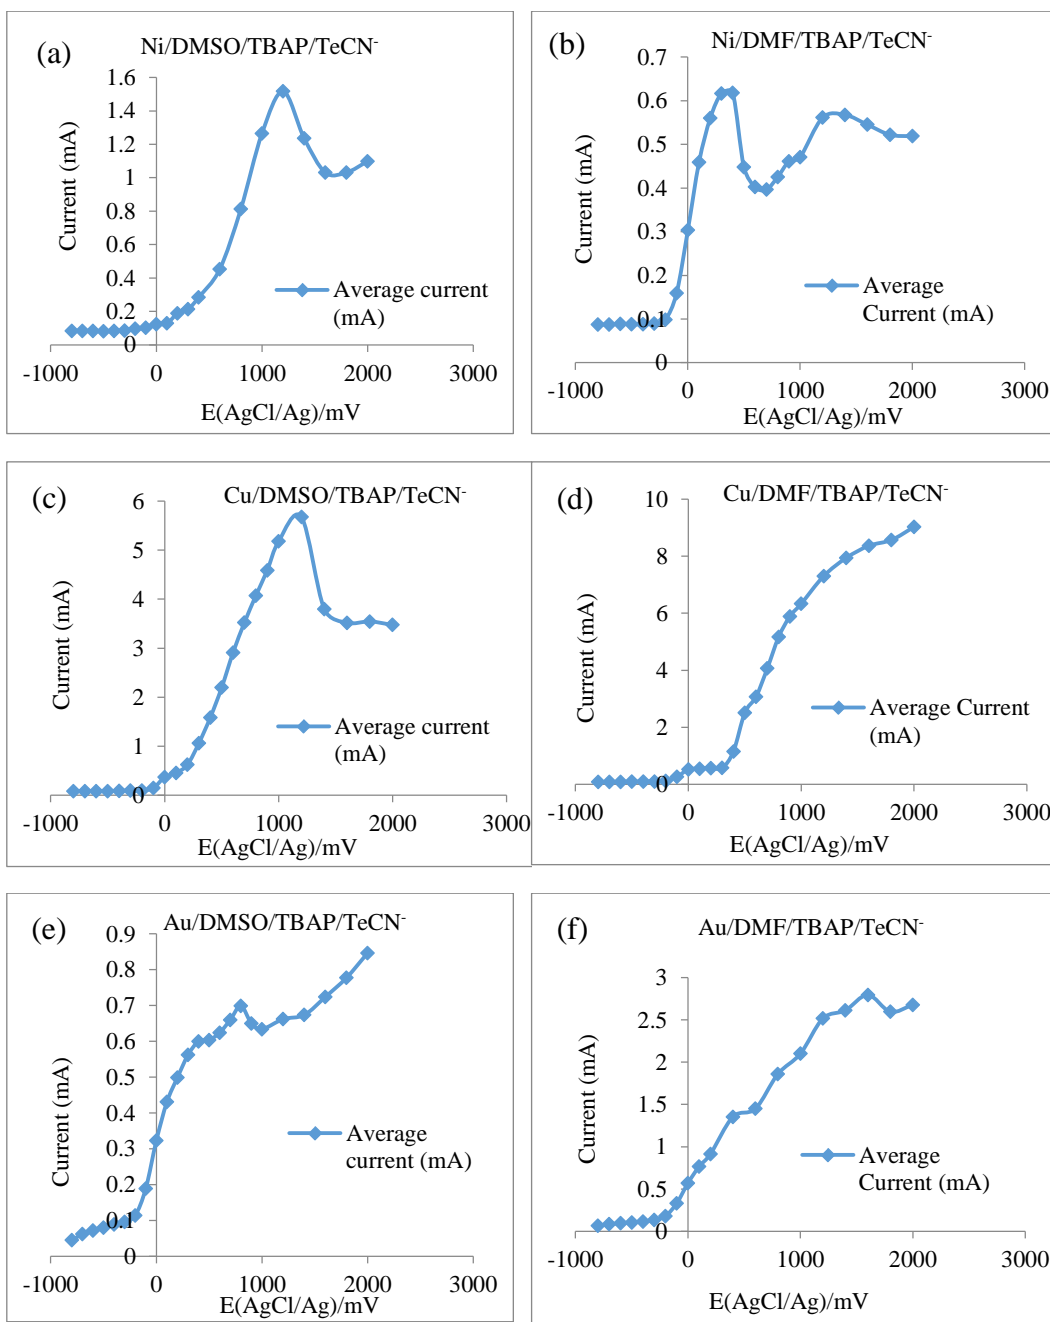 (a)
Ni/DMSO/TBAP/TeCN-
Current (mA)
1.6
1.4
1.2
1
0.8
0.6
0.4
0.2
0
-1000
0
1000
2000
3000
Average current
(mA)
E(AgCl/Ag)/mV
(b)
Ni/DMF/TBAP/TeCN-
Current (mA)
0.7
0.6
0.5
0.4
0.3
0.2
0.1
0
-1000
0
1000
2000
3000
Average
Current (mA)
E(AgCl/Ag)/mV
(c)
Cu/DMSO/TBAP/TeCN-
Current (mA)
6
5
4
3
2
1
0
-1000
0
1000
2000
3000
Average current
(mA)
E(AgCl/Ag)/mV
(d)
Cu/DMF/TBAP/TeCN-
Current (mA)
10
8
6
4
2
0
-1000
0
1000
2000
3000
Average Current
(mA)
E(AgCl/Ag)/mV
(e)
Au/DMSO/TBAP/TeCN-
Current (mA)
0.9
0.8
0.7
0.6
0.5
0.4
0.3
0.2
0.1
0
-1000
0
1000
2000
3000
Average
current (mA)
E(AgCl/Ag)/mV
(f)
Au/DMF/TBAP/TeCN-
Current (mA)
3
2.5
2
1.5
1
0.5
0
-1000
0
1000
2000
3000
Average
Current (mA)
E(AgCl/Ag)/mV